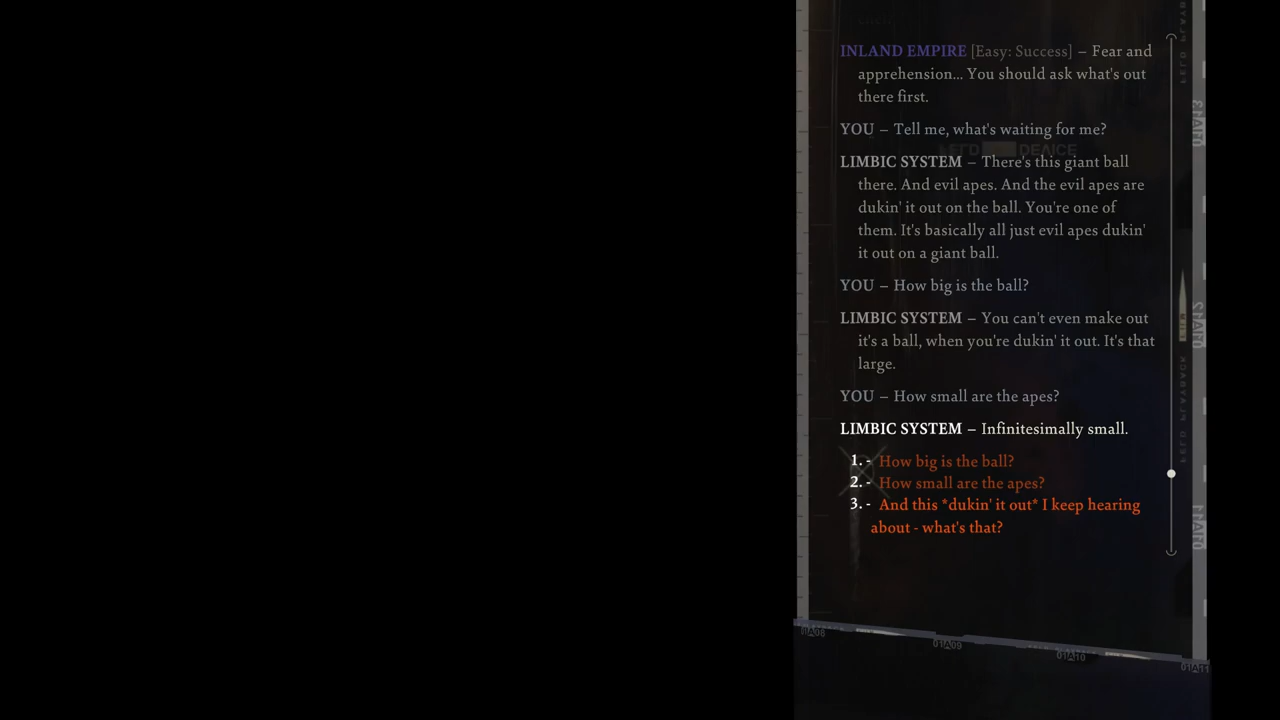 INLAND EMPIRE [Easy: Success] – Fear and
apprehension... You should ask what's out
there first.
YOU – Tell me, what's waiting for me?
LIMBIC SYSTEM – There's this giant ball
there. And evil apes. And the evil apes are
dukin' it out on the ball. You're one of
them. It's basically all just evil apes dukin'
it out on a giant ball.
YOU – How big is the ball?
LIMBIC SYSTEM – You can't even make out
it's a ball, when you're dukin' it out. It's that
large.
YOU – How small are the apes?
LIMBIC SYSTEM – Infinitesimally small.
1. - How big is the ball?
2. - How small are the apes?
3. - And this *dukin' it out* I keep hearing
about - what's that?